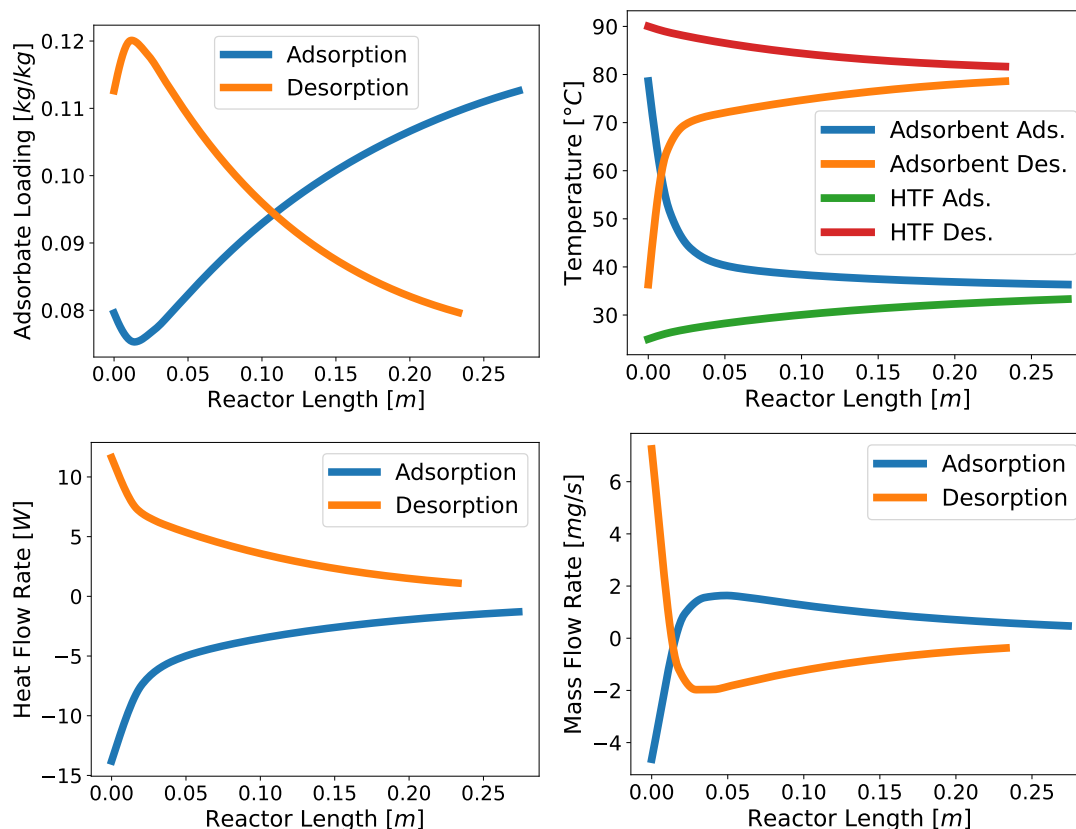 Adsorbate Loading [kg/kg]
0.12
0.11
0.10
0.09
0.08
Adsorption
Desorption
0.00 0.05 0.10 0.15 0.20 0.25
Reactor Length [m]
Temperature [°C]
90
80
70
60
50
40
30
Adsorbent Ads.
Adsorbent Des.
HTF Ads.
HTF Des.
0.00 0.05 0.10 0.15 0.20 0.25
Reactor Length [m]
Heat Flow Rate [W]
10
5
0
−5
−10
−15
Adsorption
Desorption
0.00 0.05 0.10 0.15 0.20 0.25
Reactor Length [m]
Mass Flow Rate [mg/s]
6
4
2
0
−2
−4
Adsorption
Desorption
0.00 0.05 0.10 0.15 0.20 0.25
Reactor Length [m]